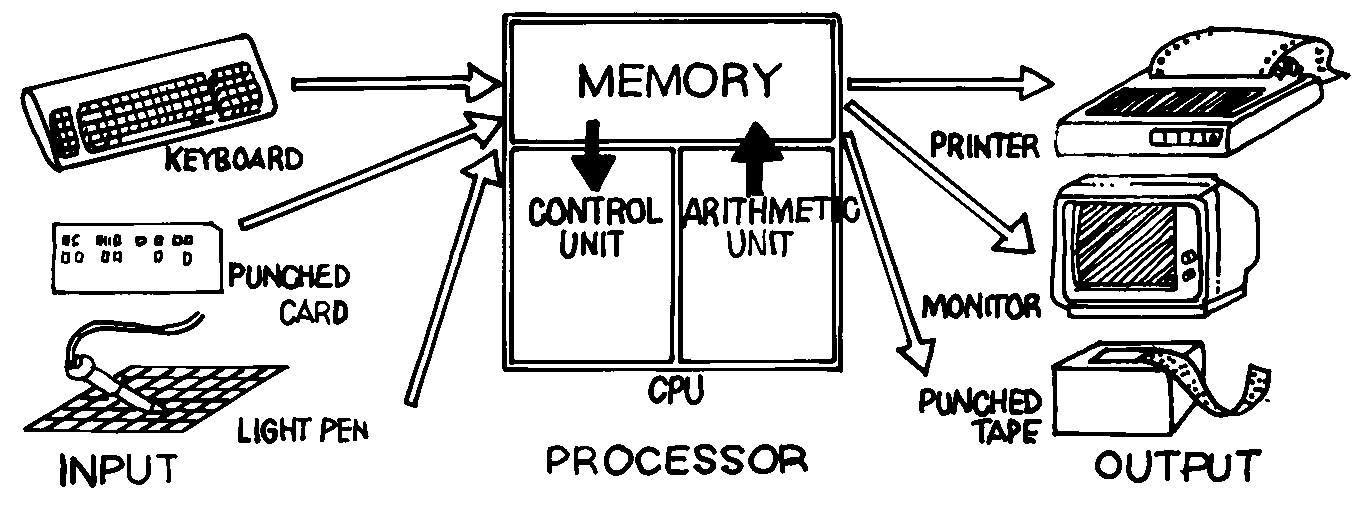 MEMORY
KEYBOARD
PRINTER
CONTROL
UNIT
ARITHMETIC
UNIT
PUNCHED
CARD
MONITOR
LIGHT PEN
CPU
PUNCHED
TAPE
INPUT
PROCESSOR
OUTPUT